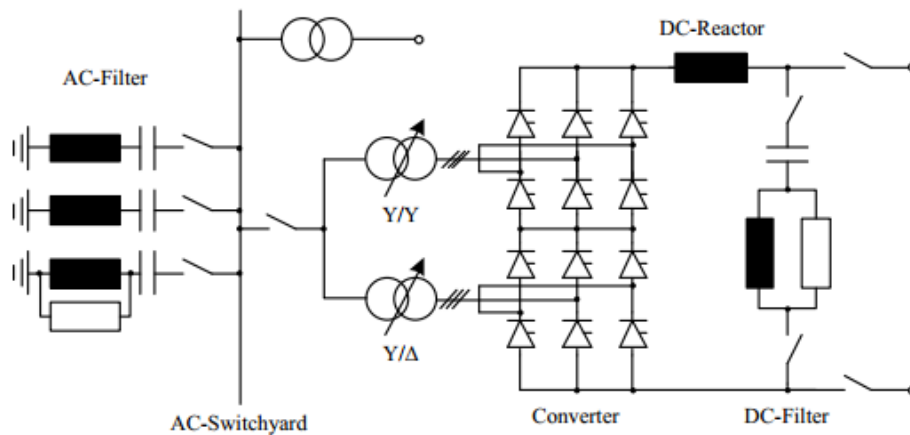 DC-Reactor
AC-Filter
Y/Y
Y/Δ
AC-Switchyard
Converter
DC-Filter